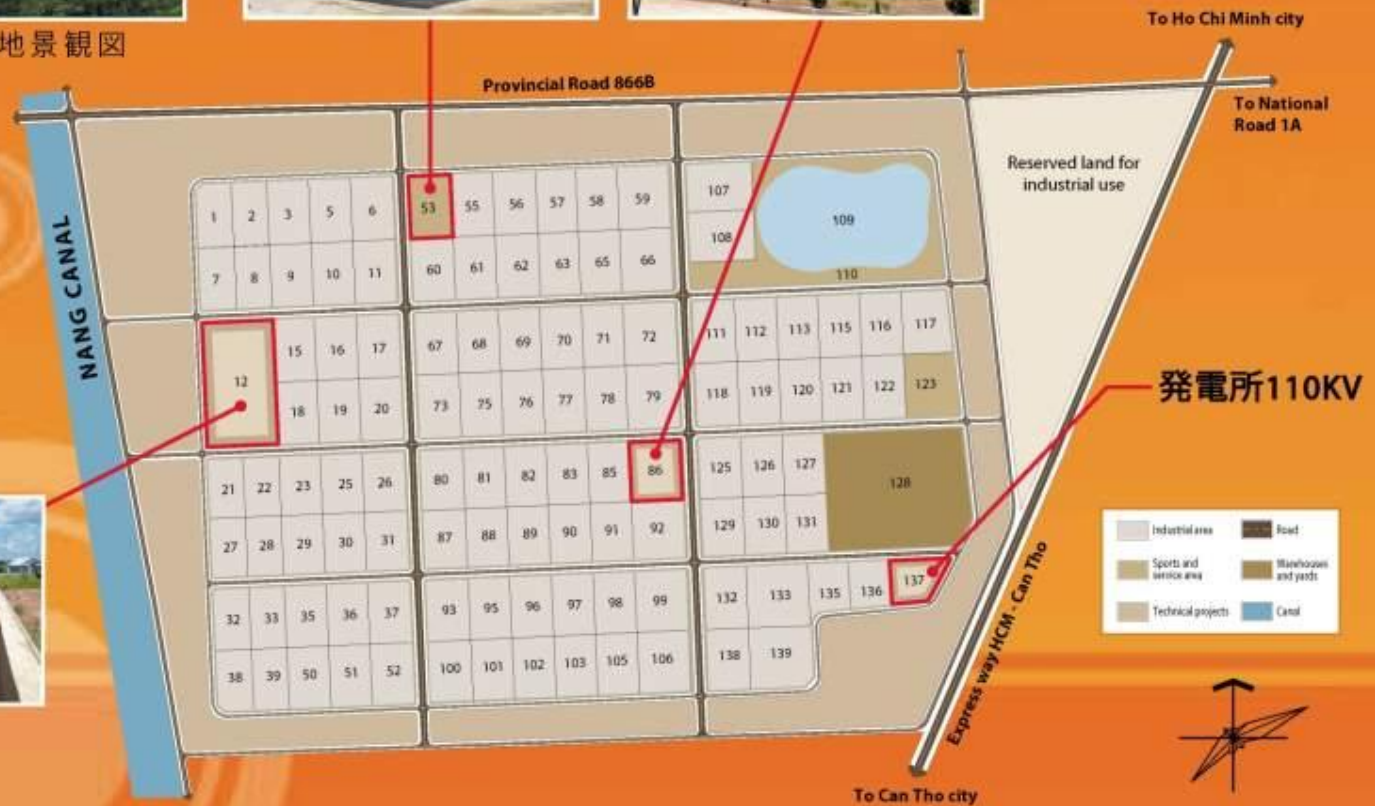 地景観図
To Ho Chi Minh city
Provincial Road 866B
To National
Road 1A
Reserved land for
industrial use
NANG CANAL
1 2 3 5 6
7 8 9 10 11
53 55 56 57 58 59
60 61 62 63 65 66
107
108
109
110
12
15 16 17
18 19 20
67 68 69 70 71 72
73 75 76 77 78 79
111 112 113 115 116 117
118 119 120 121 122 123
発電所110KV
21 22 23 25 26
27 28 29 30 31
80 81 82 83 85 86
87 88 89 90 91 92
125 126 127
128
129 130 131
32 33 35 36 37
38 39 50 51 52
93 95 96 97 98 99
100 101 102 103 105 106
132 133 135 136 137
138 139
Industrial area
Road
Sports and
service area
Warehouses
and yards
Technical projects
Canal
Express way HCM - Can Tho
To Can Tho city